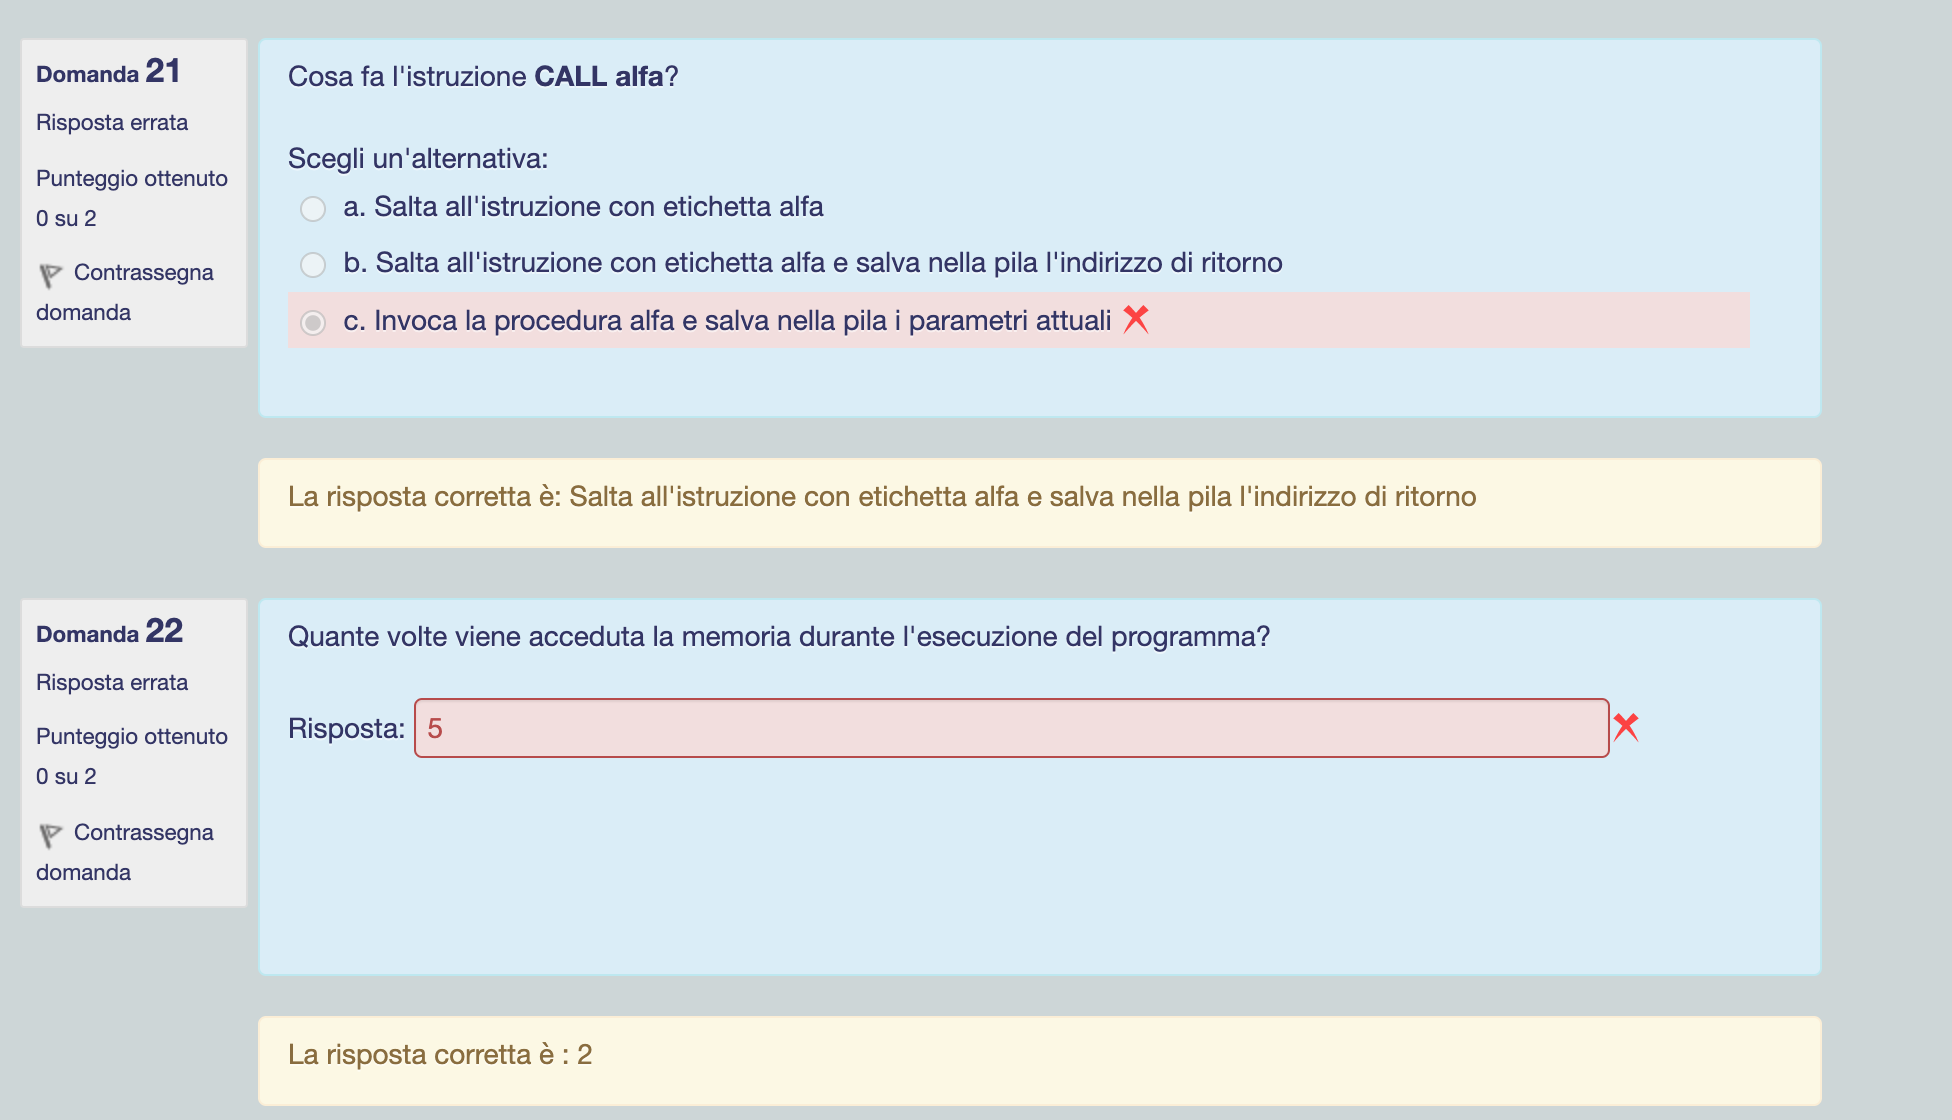 Domanda 21
Risposta errata
Punteggio ottenuto
0 su 2
Contrassegna
domanda
Cosa fa l'istruzione CALL alfa?
Scegli un'alternativa:
a. Salta all'istruzione con etichetta alfa
b. Salta all'istruzione con etichetta alfa e salva nella pila l'indirizzo di ritorno
c. Invoca la procedura alfa e salva nella pila i parametri attuali
La risposta corretta è: Salta all'istruzione con etichetta alfa e salva nella pila l'indirizzo di ritorno
Domanda 22
Risposta errata
Punteggio ottenuto
0 su 2
Contrassegna
domanda
Quante volte viene acceduta la memoria durante l'esecuzione del programma?
Risposta: 5
La risposta corretta è : 2